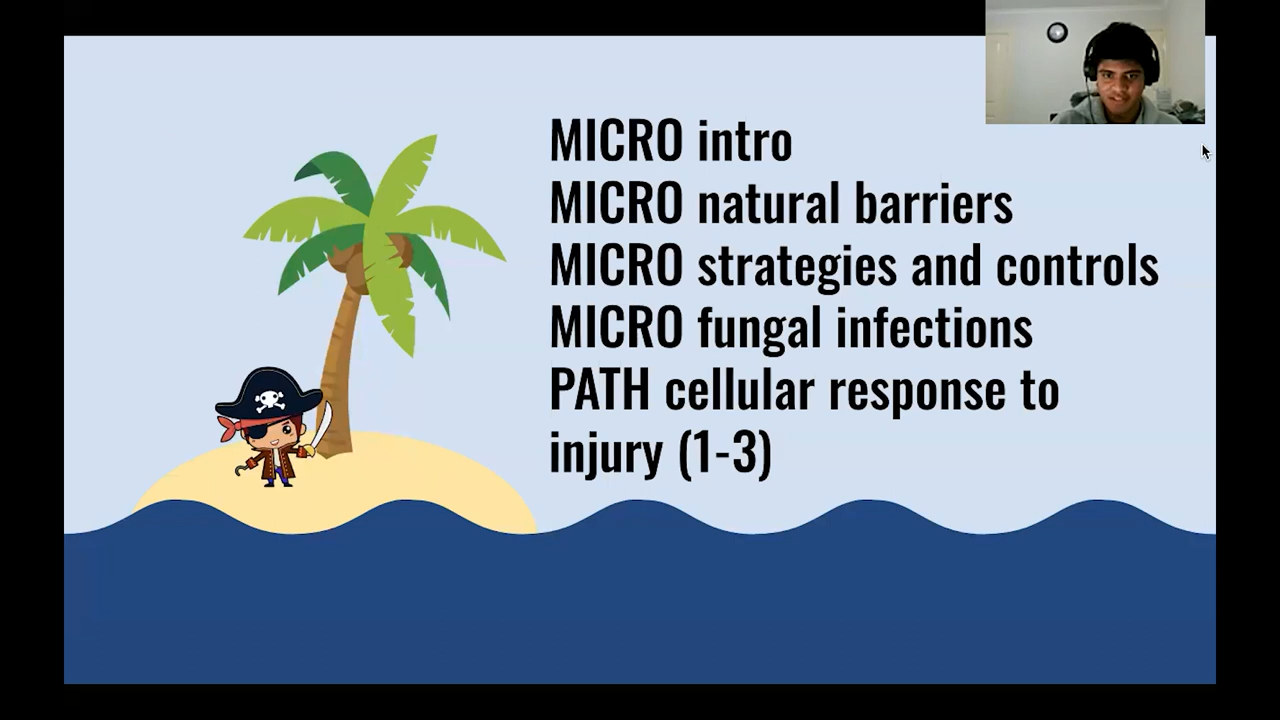 MICRO intro
MICRO natural barriers
MICRO strategies and controls
MICRO fungal infections
PATH cellular response to
injury (1-3)